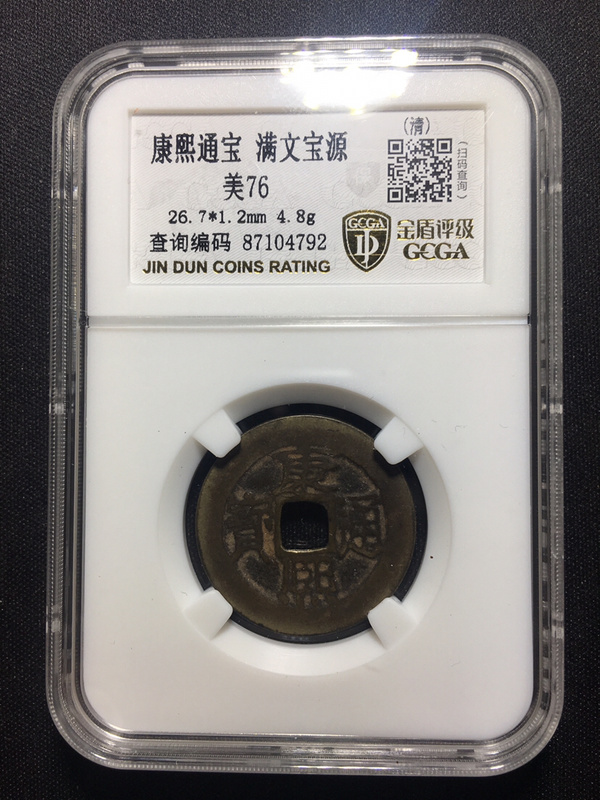 (清)
康熙通宝 满文宝源
美76
(扫码查询)
26.7*1.2mm 4.8g
查询编码 87104792
GCGA
金盾评级
GCGA
JIN DUN COINS RATING
康熙通寳